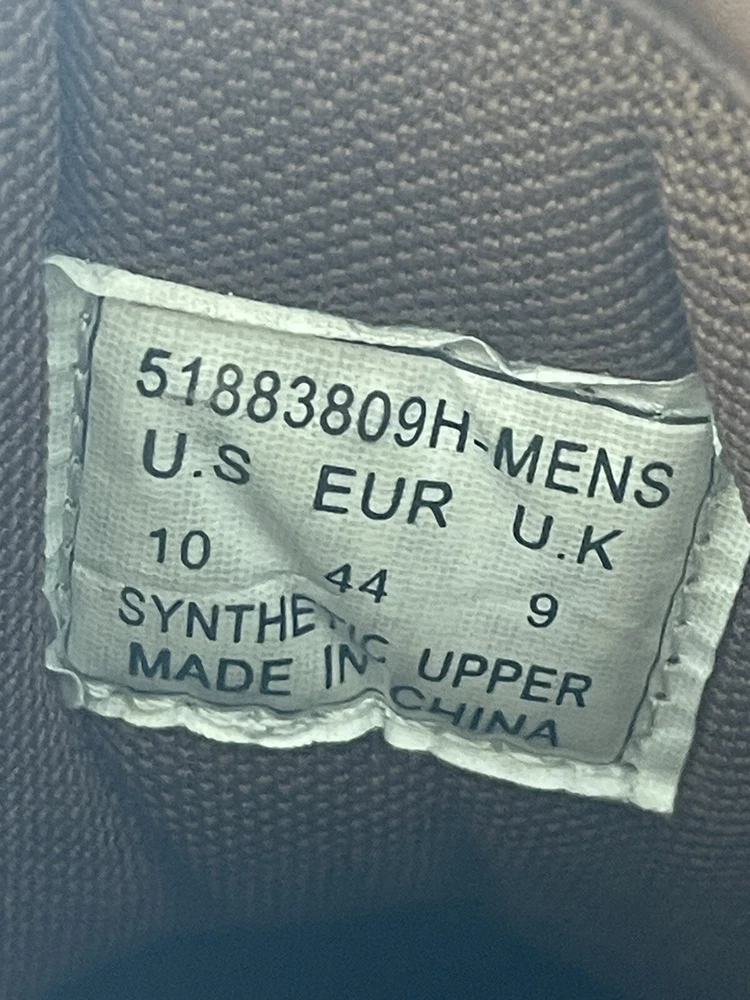 51883809H-MENS
U.S EUR U.K
10 44 9
SYNTHETIC UPPER
MADE IN CHINA